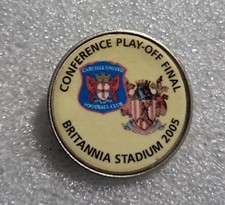 CONFERENCE PLAY-OFF FINAL
CARLISLE UNITED
FOOTBALL CLUB
BRITANNIA STADIUM 2005